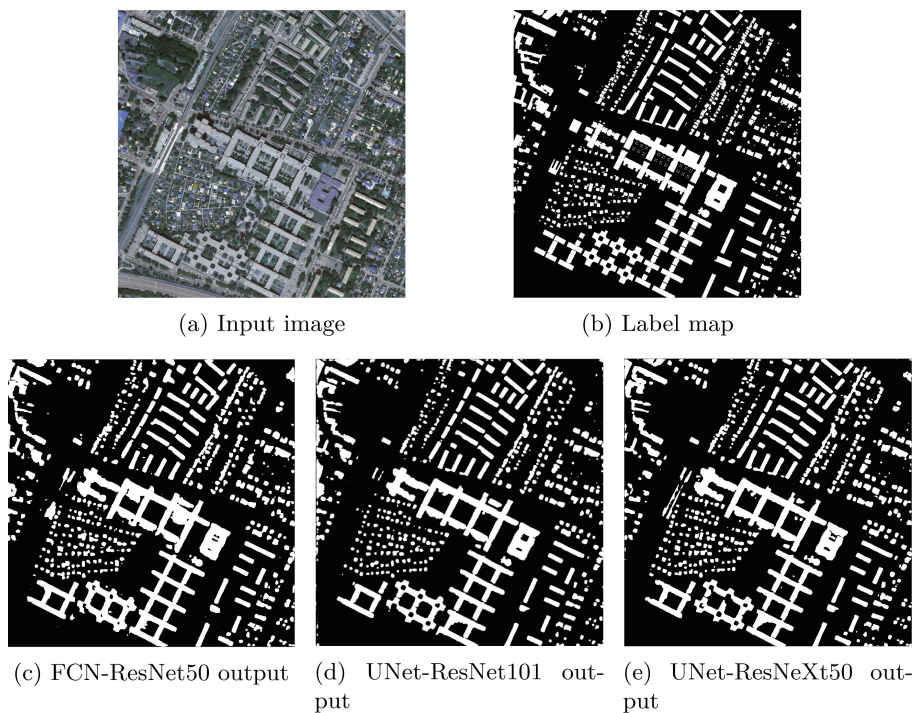 (a) Input image
(b) Label map
(c) FCN-ResNet50 output
(d) UNet-ResNet101 out-
put
(e) UNet-ResNeXt50 out-
put